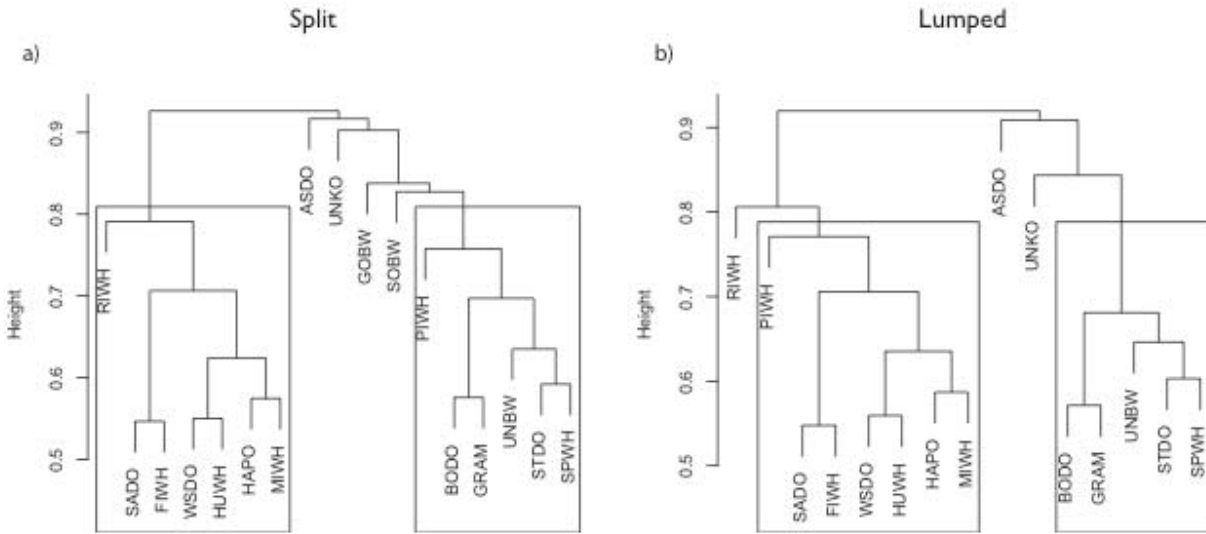 Split
Lumped
a)
b)
Height
0.9
0.8
0.7
0.6
0.5
ASDO
UNKO
GOBW
SOBW
RIWH
PIWH
SADO
FIWH
WSDO
HUWH
HAPO
MIWH
BODO
GRAM
UNBW
STDO
SPWH
Height
0.9
0.8
0.7
0.6
0.5
ASDO
UNKO
RIWH
PIWH
SADO
FIWH
WSDO
HUWH
HAPO
MIWH
BODO
GRAM
UNBW
STDO
SPWH